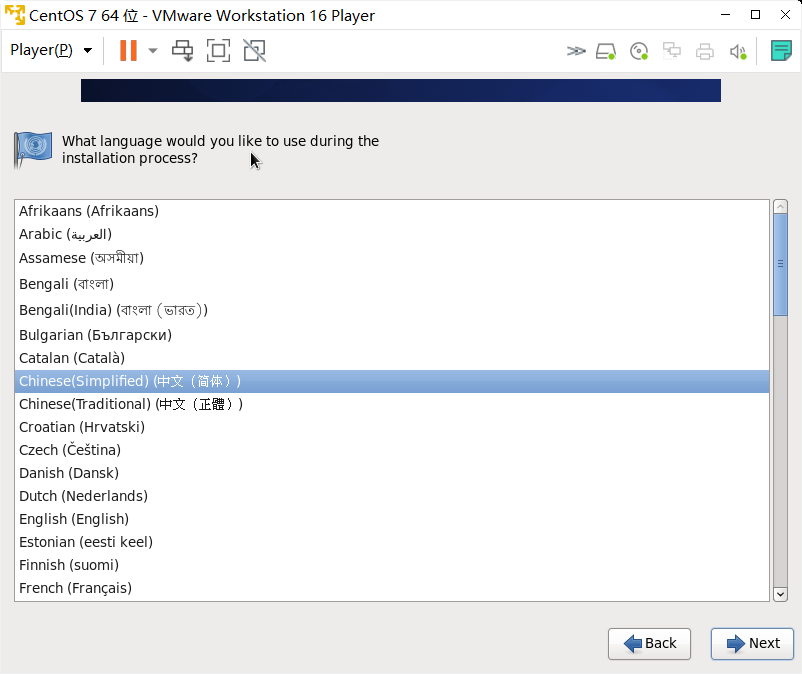 CentOS 7 64 位 - VMware Workstation 16 Player
Player(P)
What language would you like to use during the
installation process?
Afrikaans (Afrikaans)
Arabic (العربية)
Assamese (অসমীয়া)
Bengali (বাংলা)
Bengali(India) (বাংলা (ভারত))
Bulgarian (Български)
Catalan (Català)
Chinese(Simplified) (中文（简体）)
Chinese(Traditional) (中文（正體）)
Croatian (Hrvatski)
Czech (Čeština)
Danish (Dansk)
Dutch (Nederlands)
English (English)
Estonian (eesti keel)
Finnish (suomi)
French (Français)
Back
Next